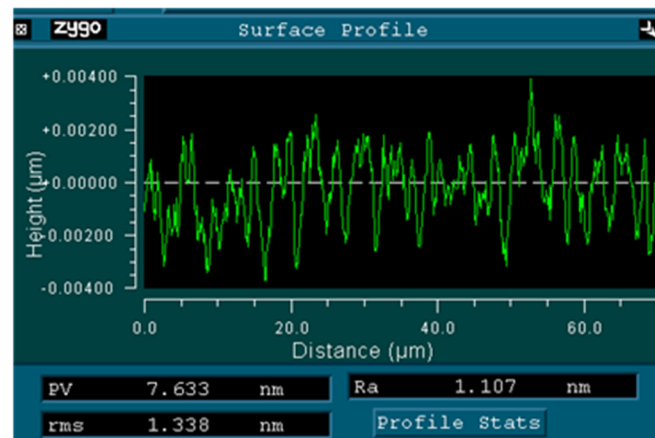 zygo Surface Profile
+0.00400
+0.00200
+0.00000
-0.00200
-0.00400
Height (µm)
0.0 20.0 40.0 60.0
Distance (µm)
PV 7.633 nm Ra 1.107 nm
rms 1.338 nm Profile Stats